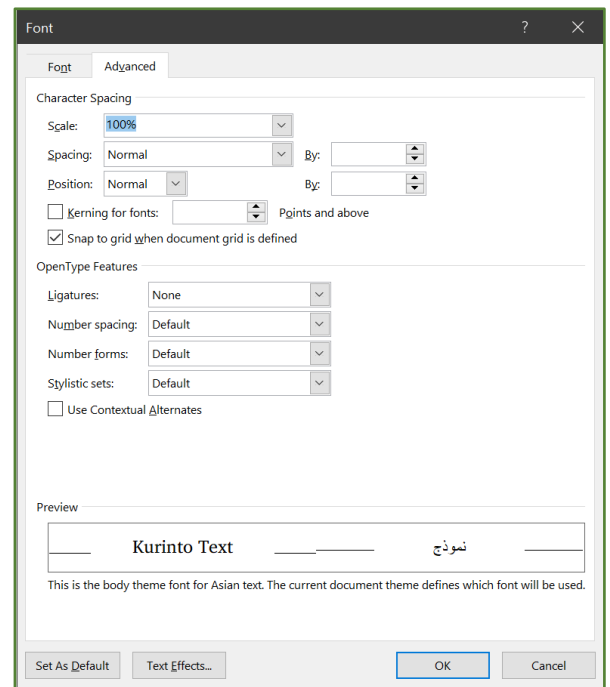 Font ?
Font Advanced
Character Spacing
Scale: 100%
Spacing: Normal By:
Position: Normal By:
Kerning for fonts: Points and above
Snap to grid when document grid is defined
OpenType Features
Ligatures: None
Number spacing: Default
Number forms: Default
Stylistic sets: Default
Use Contextual Alternates
Preview
Kurinto Text نموذج
This is the body theme font for Asian text. The current document theme defines which font will be used.
Set As Default Text Effects... OK Cancel